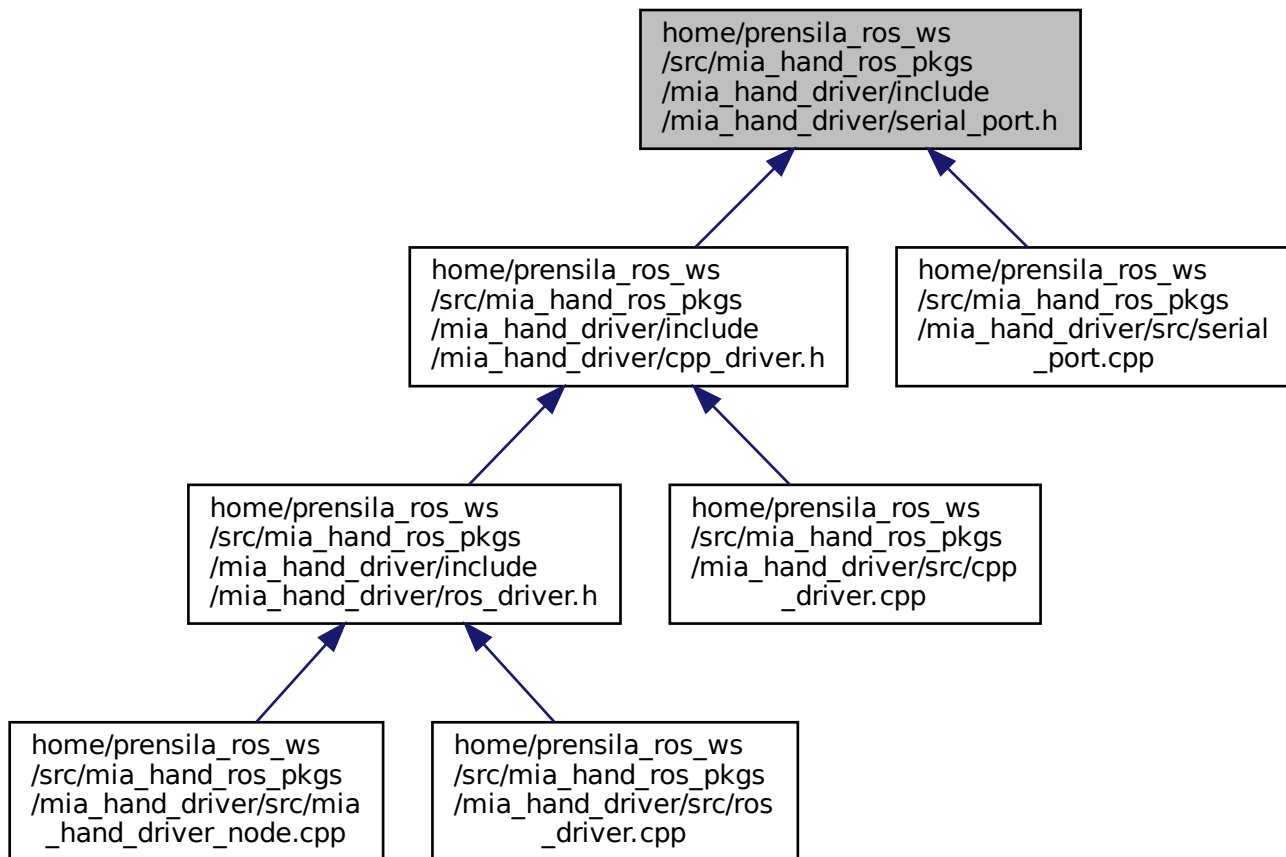 home/prensila_ros_ws
/src/mia_hand_ros_pkgs
/mia_hand_driver/include
/mia_hand_driver/serial_port.h
home/prensila_ros_ws
/src/mia_hand_ros_pkgs
/mia_hand_driver/include
/mia_hand_driver/cpp_driver.h
home/prensila_ros_ws
/src/mia_hand_ros_pkgs
/mia_hand_driver/src/serial
_port.cpp
home/prensila_ros_ws
/src/mia_hand_ros_pkgs
/mia_hand_driver/include
/mia_hand_driver/ros_driver.h
home/prensila_ros_ws
/src/mia_hand_ros_pkgs
/mia_hand_driver/src/cpp
_driver.cpp
home/prensila_ros_ws
/src/mia_hand_ros_pkgs
/mia_hand_driver/src/mia
_hand_driver_node.cpp
home/prensila_ros_ws
/src/mia_hand_ros_pkgs
/mia_hand_driver/src/ros
_driver.cpp